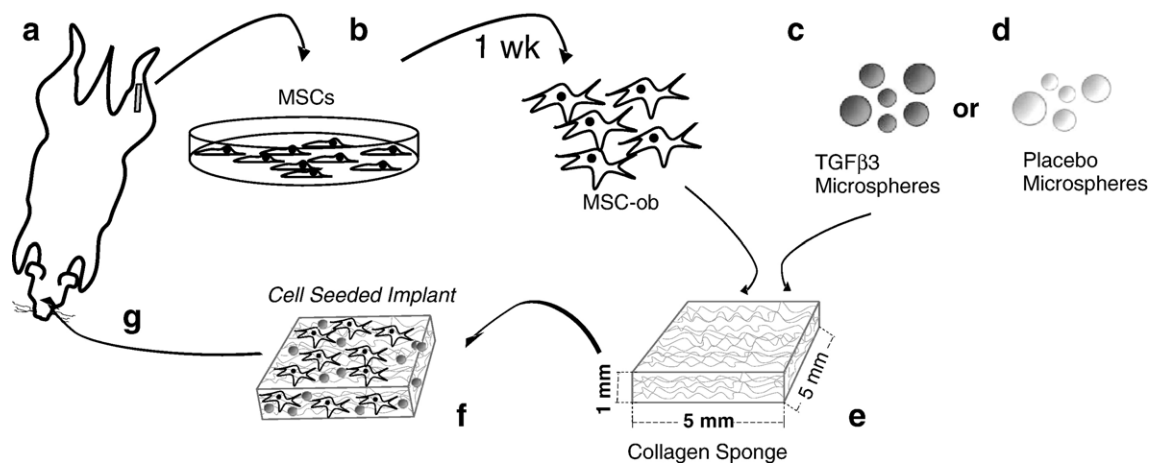 a
b
c
d
1 wk
MSCs
or
TGFβ3
Microspheres
Placebo
Microspheres
MSC-ob
Cell Seeded Implant
g
f
1 mm
5 mm
5 mm
e
Collagen Sponge